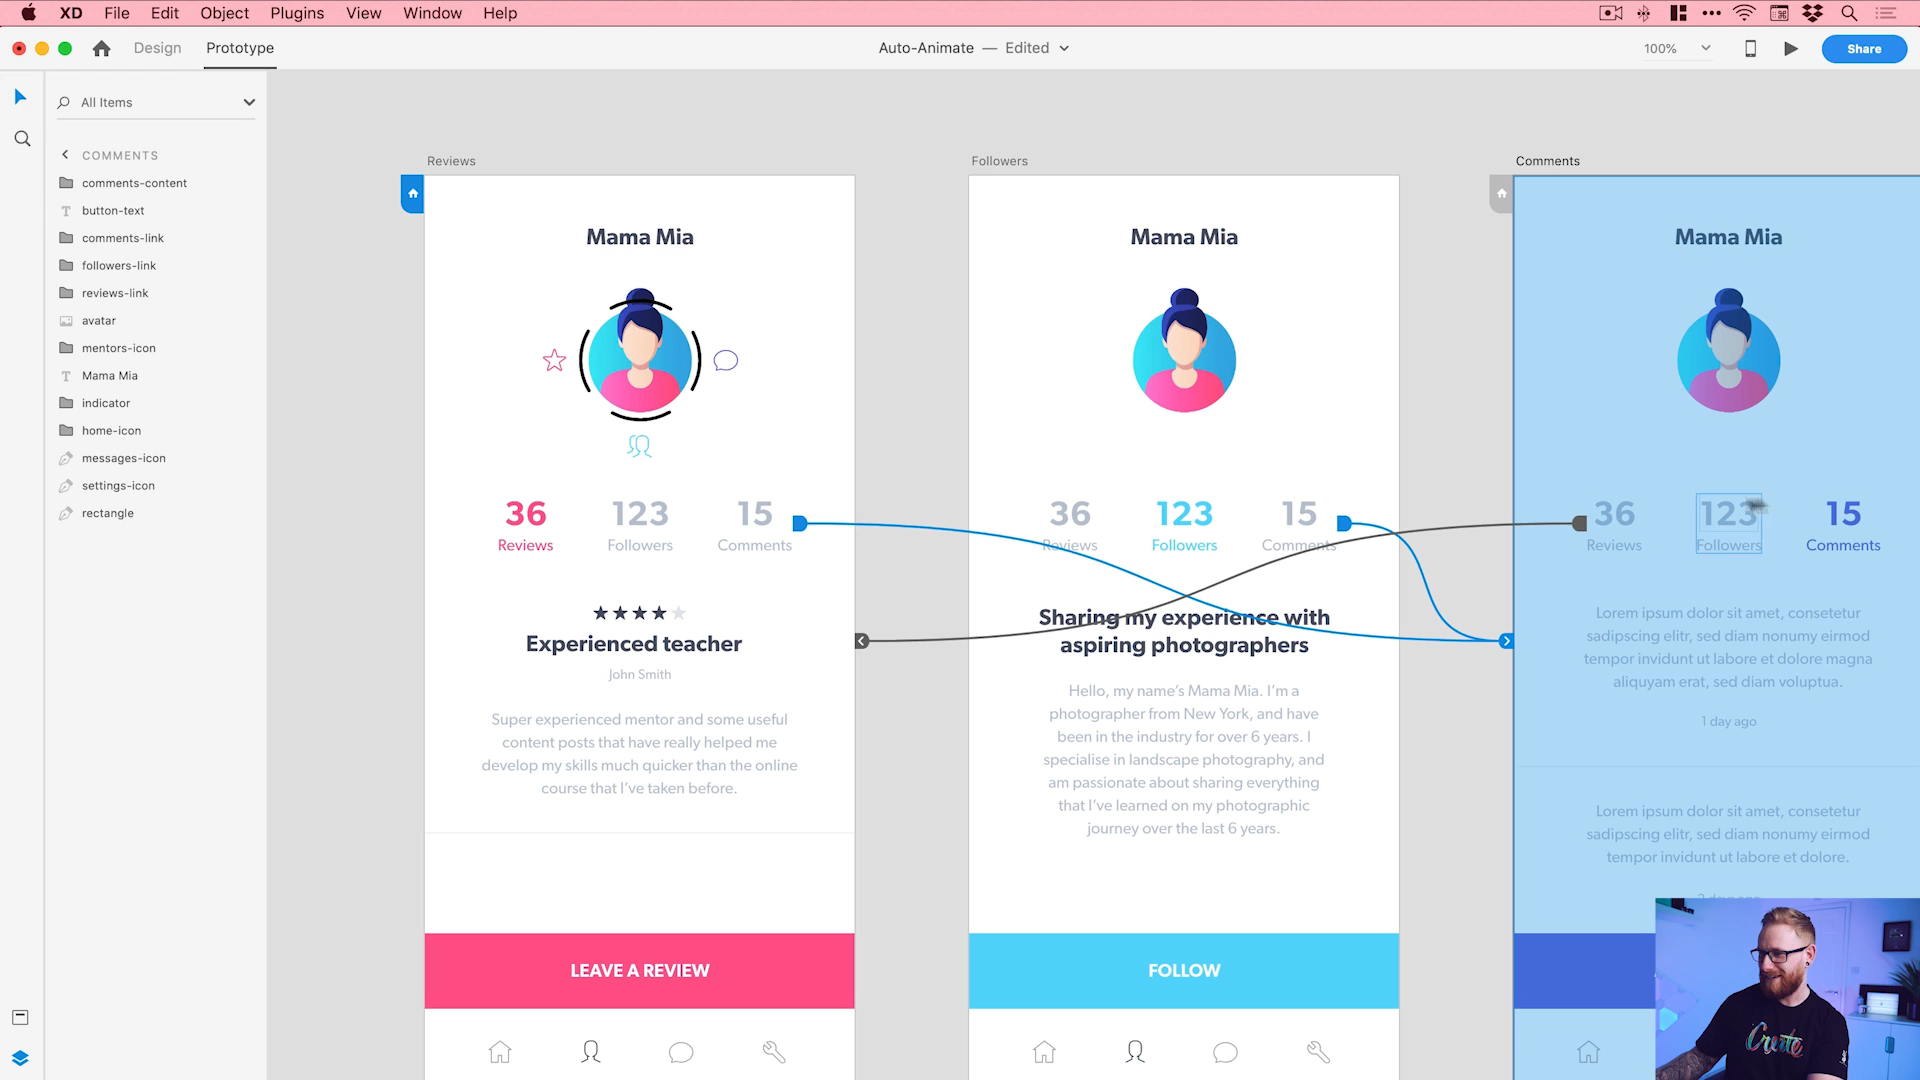 XD File Edit Object Plugins View Window Help
Design Prototype
Auto-Animate — Edited
100%
Share
All Items
COMMENTS
comments-content
button-text
comments-link
followers-link
reviews-link
avatar
mentors-icon
Mama Mia
indicator
home-icon
messages-icon
settings-icon
rectangle
Reviews
Mama Mia
36 123 15
Reviews Followers Comments
Experienced teacher
John Smith
Super experienced mentor and some useful
content posts that have really helped me
develop my skills much quicker than the online
course that I've taken before.
LEAVE A REVIEW
Followers
Mama Mia
36 123 15
Reviews Followers Comments
Sharing my experience with
aspiring photographers
Hello, my name's Mama Mia. I'm a
photographer from New York, and have
been in the industry for over 6 years. I
specialise in landscape photography, and
am passionate about sharing everything
that I've learned on my photographic
journey over the last 6 years.
FOLLOW
Comments
Mama Mia
36 123 15
Reviews Followers Comments
Lorem ipsum dolor sit amet, consetetur
sadipscing elitr, sed diam nonumy eirmod
tempor invidunt ut labore et dolore magna
aliquyam erat, sed diam voluptua.
1 day ago
Lorem ipsum dolor sit amet, consetetur
sadipscing elitr, sed diam nonumy eirmod
tempor invidunt ut labore et dolore.
Create